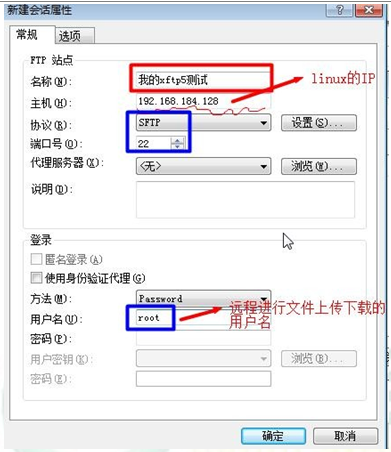 新建会话属性
常规
选项
FTP 站点
名称(N):
我的xftp5测试
linux的IP
主机(H):
192.168.184.128
协议(R):
SFTP
设置(S)...
端口号(O):
22
代理服务器(X):
<无>
浏览(W)...
说明(D):
登录
匿名登录(A)
使用身份验证代理(G)
方法(M):
Password
远程进行文件上传下载的
用户名(U):
root
用户名
密码(P):
用户密钥(K):
浏览(B)...
密码(E):
确定
取消